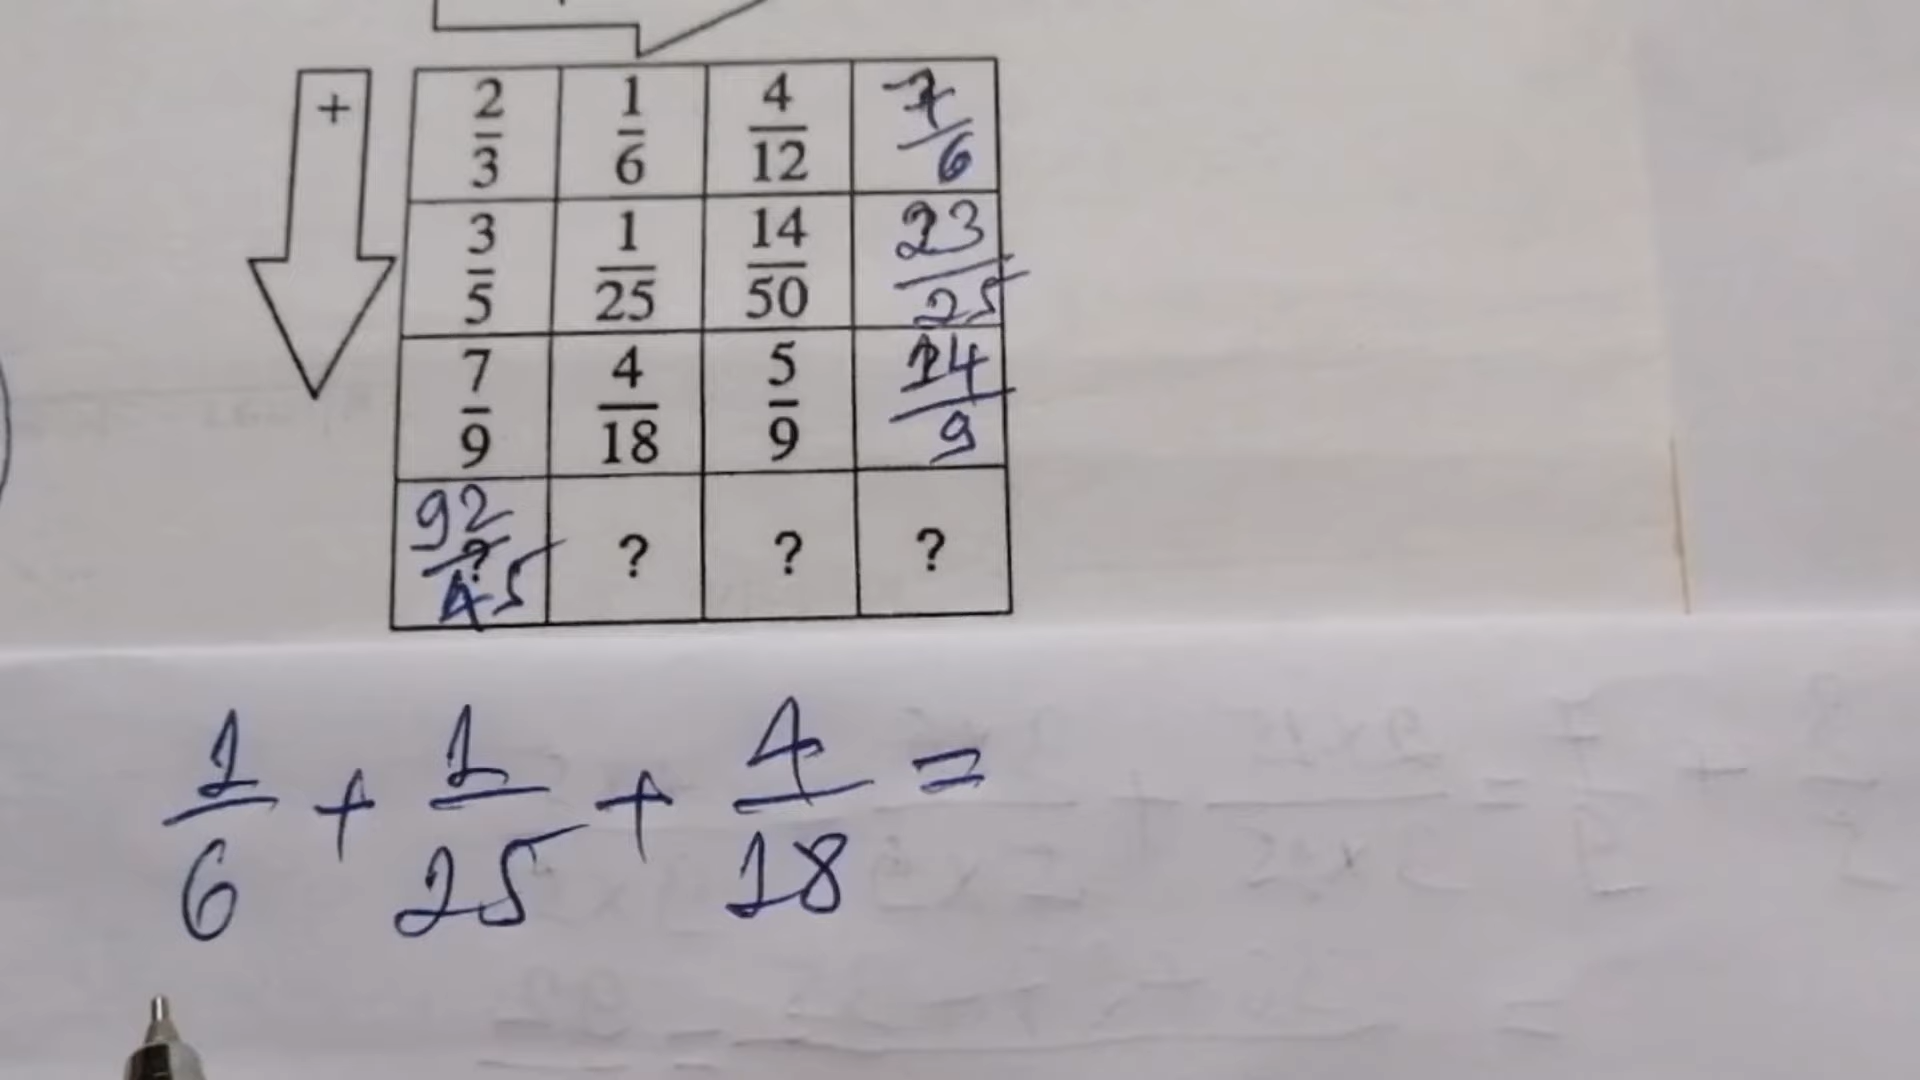 +
2/3 1/6 4/12 7/6
3/5 1/25 14/50 23/25
7/9 4/18 5/9 14/9
92/45 ? ? ?
1/6 + 1/25 + 4/18 =